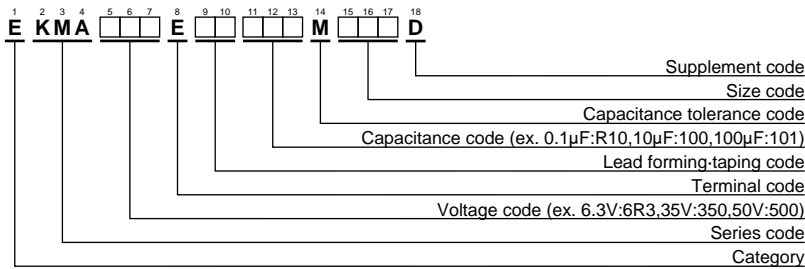 1 2 3 4 5 6 7 8 9 10 11 12 13 14 15 16 17 18
E KMA □□□ E □□ □□□ M □□□ D
Supplement code
Size code
Capacitance tolerance code
Capacitance code (ex. 0.1µF:R10,10µF:100,100µF:101)
Lead forming·taping code
Terminal code
Voltage code (ex. 6.3V:6R3,35V:350,50V:500)
Series code
Category